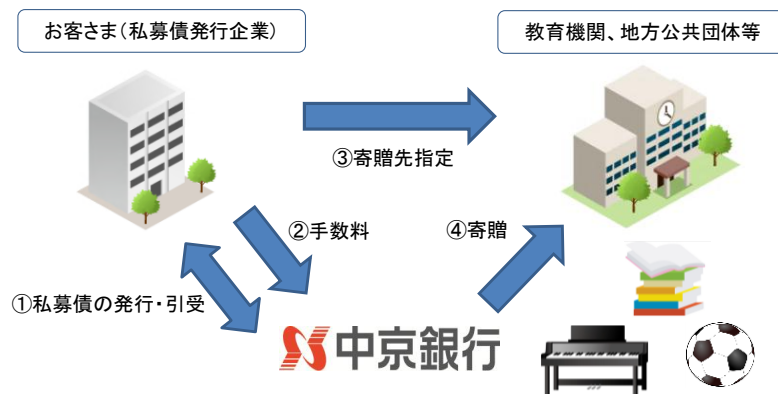 お客さま(私募債発行企業)
教育機関、地方公共団体等
③寄贈先指定
②手数料
④寄贈
①私募債の発行・引受
中京銀行